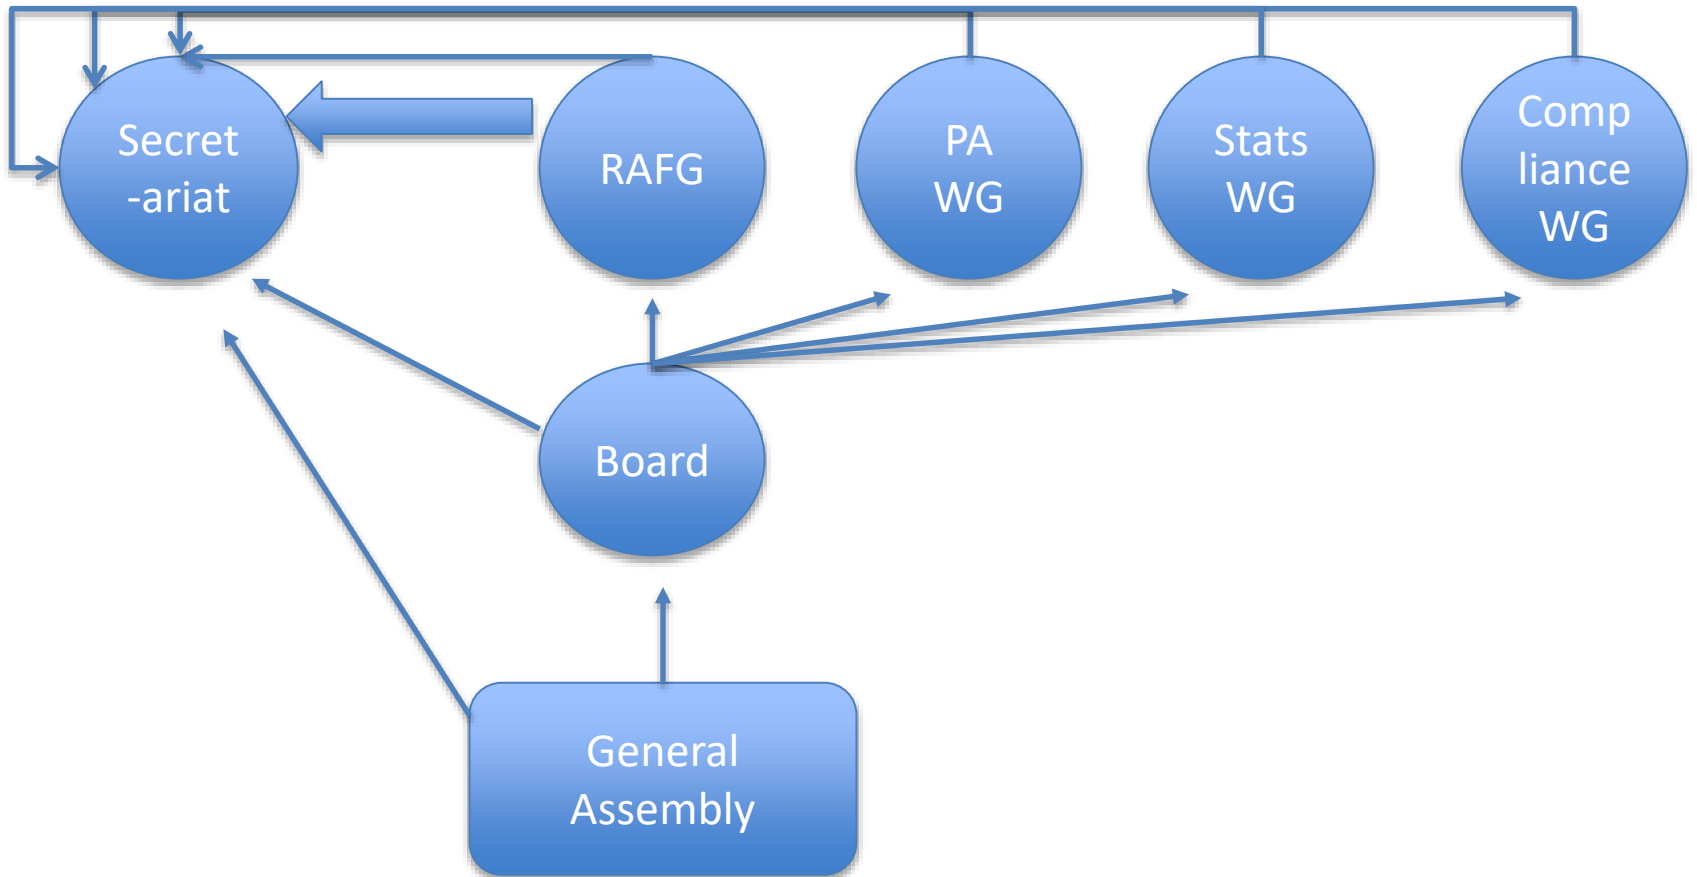 Secret
-ariat
RAFG
PA
WG
Stats
WG
Comp
liance
WG
Board
General
Assembly